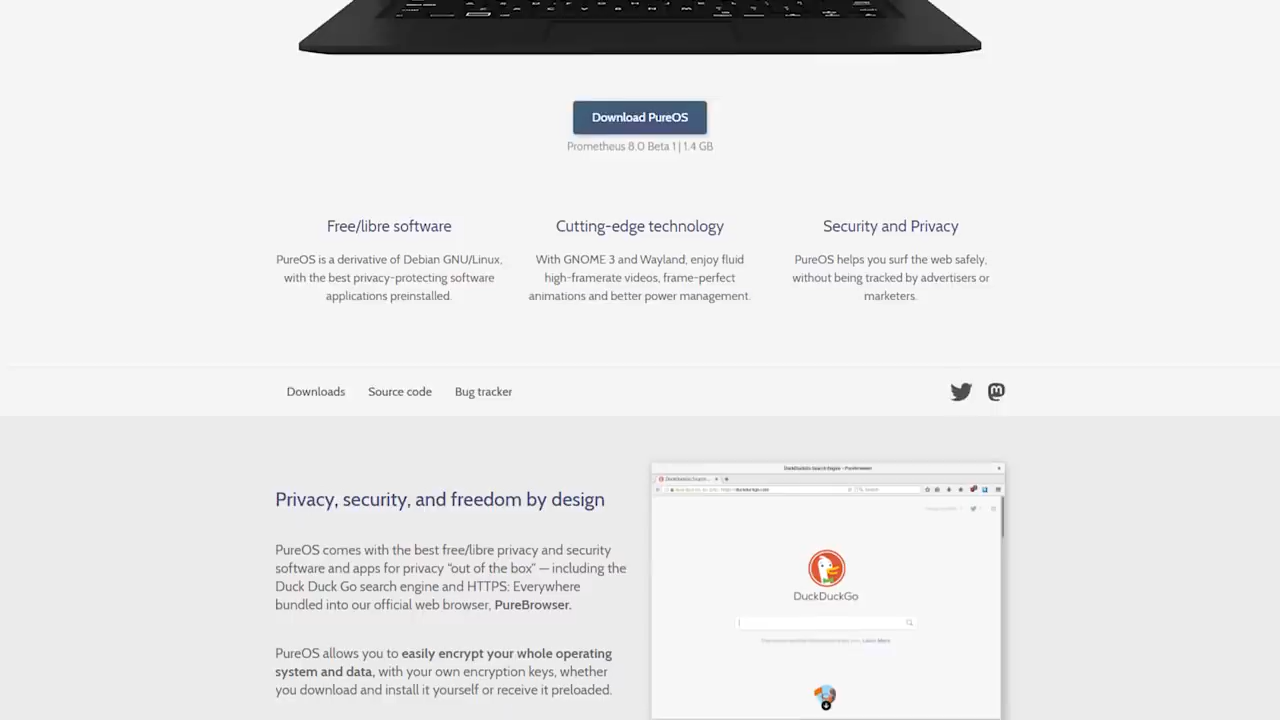 Download PureOS
Prometheus 8.0 Beta 1 | 1.4 GB
Free/libre software
PureOS is a derivative of Debian GNU/Linux,
with the best privacy-protecting software
applications preinstalled.
Cutting-edge technology
With GNOME 3 and Wayland, enjoy fluid
high-framerate videos, frame-perfect
animations and better power management.
Security and Privacy
PureOS helps you surf the web safely,
without being tracked by advertisers or
marketers.
Downloads
Source code
Bug tracker
Privacy, security, and freedom by design
PureOS comes with the best free/libre privacy and security
software and apps for privacy “out of the box” — including the
Duck Duck Go search engine and HTTPS: Everywhere
bundled into our official web browser, PureBrowser.
PureOS allows you to easily encrypt your whole operating
system and data, with your own encryption keys, whether
you download and install it yourself or receive it preloaded.
DuckDuckGo